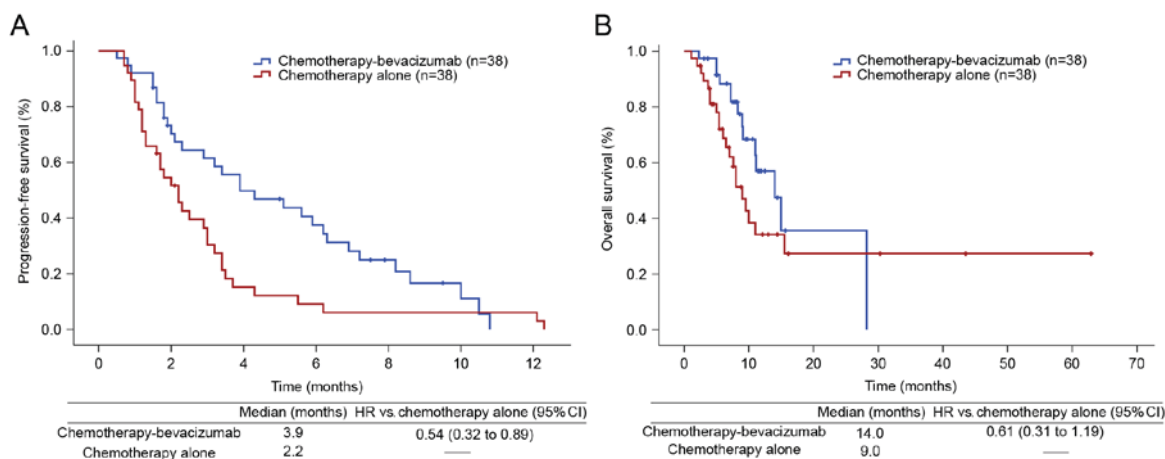 A
Progression-free survival (%)
1.0
0.8
0.6
0.4
0.2
0.0
Chemotherapy-bevacizumab (n=38)
Chemotherapy alone (n=38)
0 2 4 6 8 10 12
Time (months)
Median (months) HR vs. chemotherapy alone (95% CI)
Chemotherapy-bevacizumab 3.9 0.54 (0.32 to 0.89)
Chemotherapy alone 2.2 —
B
Overall survival (%)
1.0
0.8
0.6
0.4
0.2
0.0
Chemotherapy-bevacizumab (n=38)
Chemotherapy alone (n=38)
0 10 20 30 40 50 60 70
Time (months)
Median (months) HR vs. chemotherapy alone (95% CI)
Chemotherapy-bevacizumab 14.0 0.61 (0.31 to 1.19)
Chemotherapy alone 9.0 —